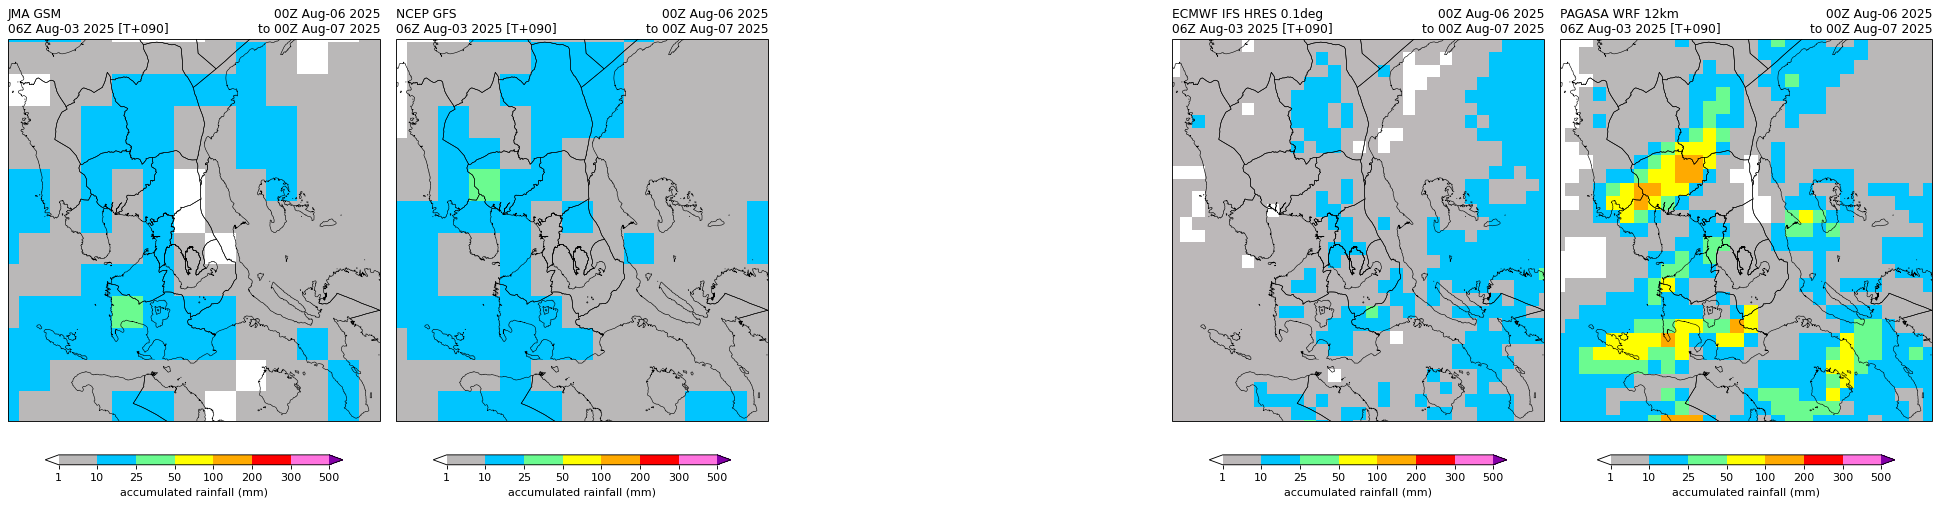 JMA GSM 00Z Aug-06 2025
06Z Aug-03 2025 [T+090] to 00Z Aug-07 2025
NCEP GFS 00Z Aug-06 2025
06Z Aug-03 2025 [T+090] to 00Z Aug-07 2025
ECMWF IFS HRES 0.1deg 00Z Aug-06 2025
06Z Aug-03 2025 [T+090] to 00Z Aug-07 2025
PAGASA WRF 12km 00Z Aug-06 2025
06Z Aug-03 2025 [T+090] to 00Z Aug-07 2025
1 10 25 50 100 200 300 500
accumulated rainfall (mm)
1 10 25 50 100 200 300 500
accumulated rainfall (mm)
1 10 25 50 100 200 300 500
accumulated rainfall (mm)
1 10 25 50 100 200 300 500
accumulated rainfall (mm)